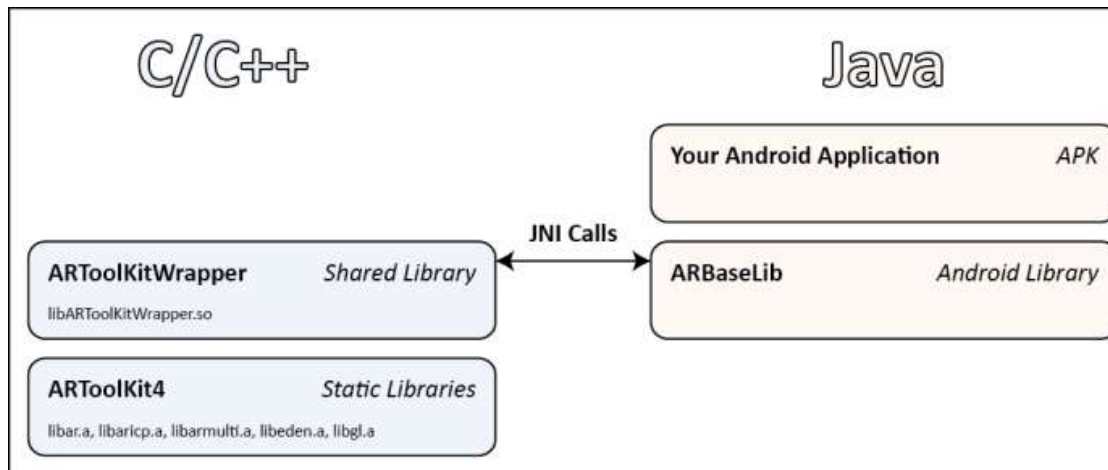 C/C++
Java
Your Android Application APK
JNI Calls
ARToolKitWrapper Shared Library
libARToolKitWrapper.so
ARBaseLib Android Library
ARToolKit4 Static Libraries
libar.a, libaricp.a, libarmulti.a, libeden.a, libgl.a